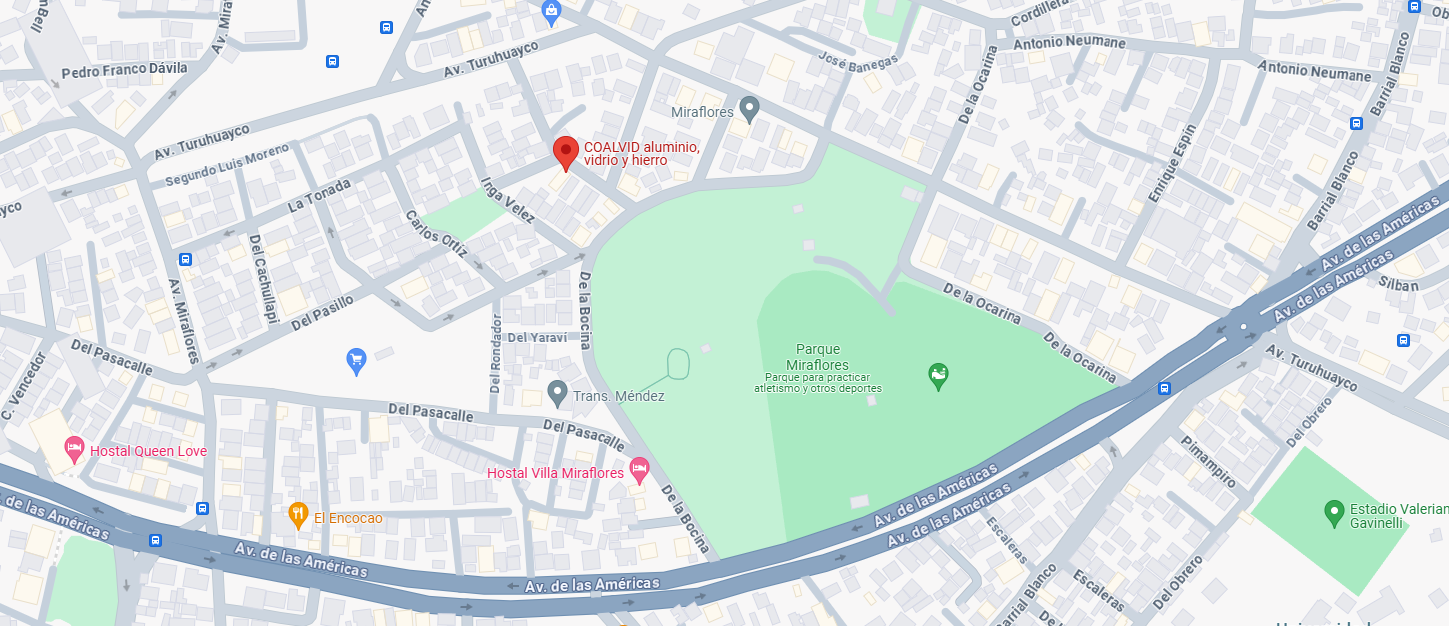 Cordillera
Av. Mira
José Banegas
Antonio Neumane
Antonio Neumane
Pedro Franco Dávila
Av. Turuhuayco
De la Ocarina
Barrial Blanco
Miraflores
Av. Turuhuayco
COALVID aluminio,
vidrio y hierro
Segundo Luis Moreno
Enrique Espín
Barrial Blanco
La Tonada
Inga Velez
Carlos Ortiz
yco
Del Cachullapi
Av. Miraflores
Av. de las Américas
Av. de las Américas
Silban
Del Pasillo
De la Bocina
De la Ocarina
De la Ocarina
Del Rondador
Del Yaravi
Del Pasacalle
C. Vencedor
Parque
Miraflores
Parque para practicar
atletismo y otros deportes
Av. Turuhuayco
Trans. Méndez
Del Pasacalle
Del Pasacalle
Del Obrero
Hostal Queen Love
Hostal Villa Miraflores
Pimampiro
De la Bocina
El Encocao
de las Américas
Av. de las Américas
Av. de las Américas
Av. de las Américas
Av. de las Américas
Estadio Valerian
Gavinelli
Escaleras
Escaleras
Del Obrero
Barrial Blanco